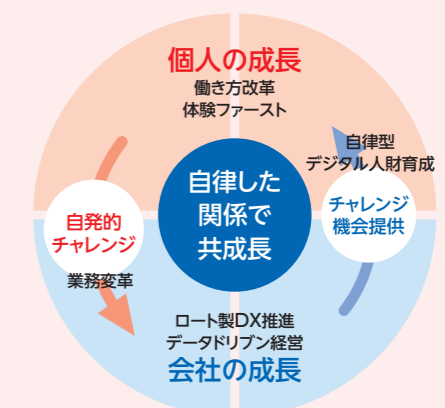 個人の成長
働き方改革
体験ファースト
自律型
デジタル人財育成
自律した
関係で
共成長
チャレンジ
機会提供
自発的
チャレンジ
業務変革
ロート製DX推進
データドリブン経営
会社の成長